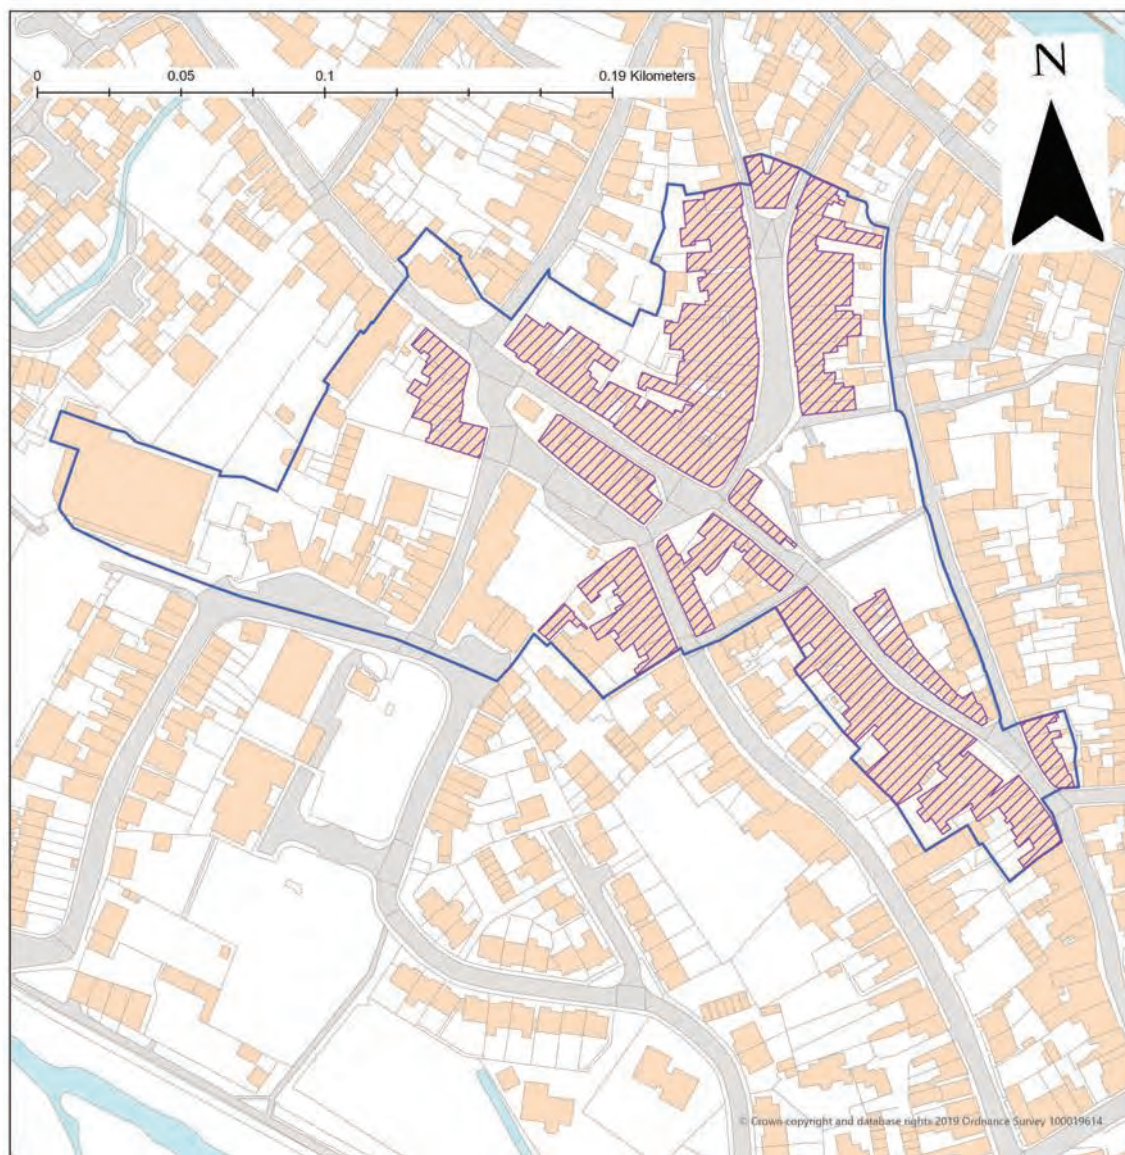 0 0.05 0.1 0.19 Kilometers
N
© Crown copyright and database rights 2019 Ordnance Survey 100019614